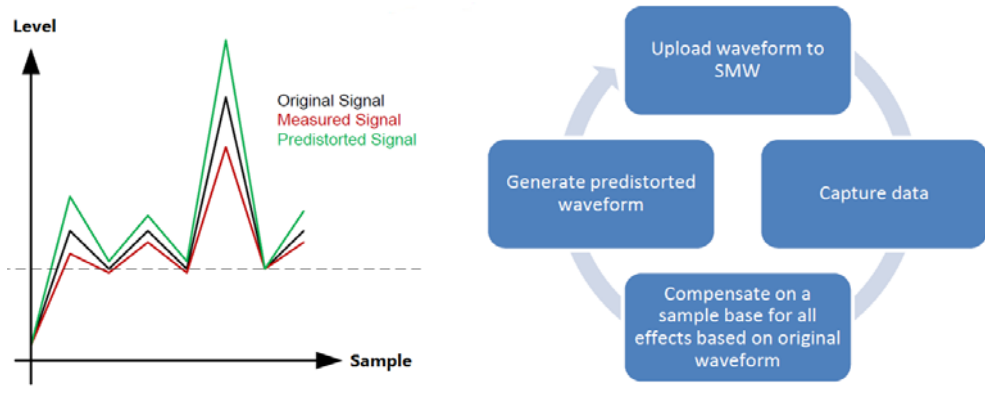 Level
Original Signal
Measured Signal
Predistorted Signal
Sample
Upload waveform to
SMW
Capture data
Compensate on a
sample base for all
effects based on original
waveform
Generate predistorted
waveform